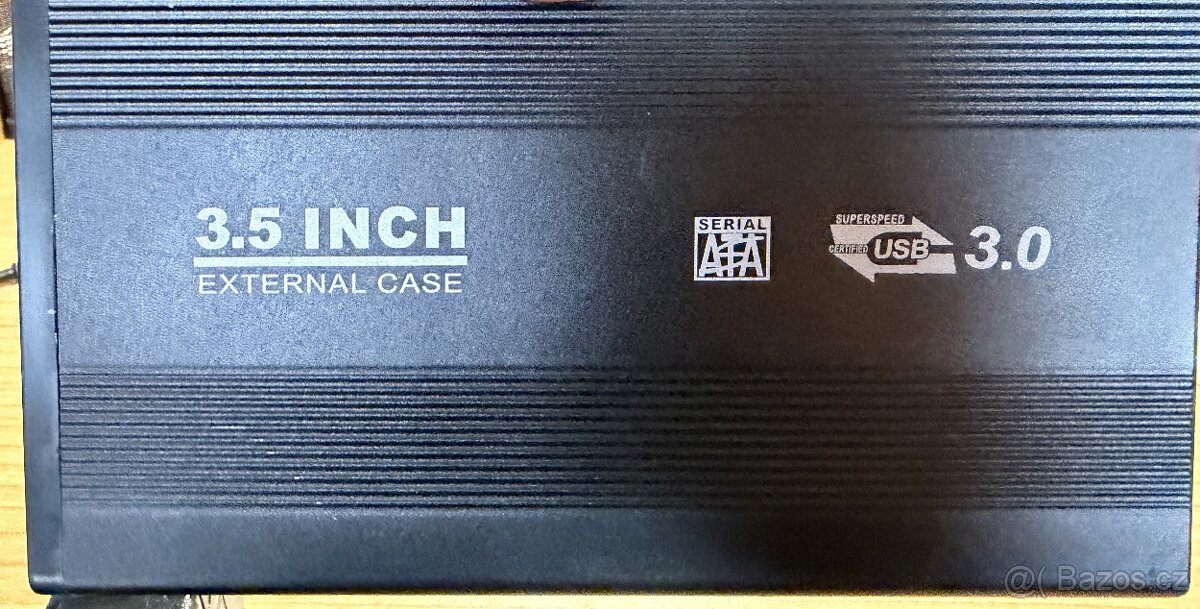 3.5 INCH
EXTERNAL CASE
SERIAL
ATA
SUPERSPEED
CERTIFIED USB 3.0
@( Bazos.cz